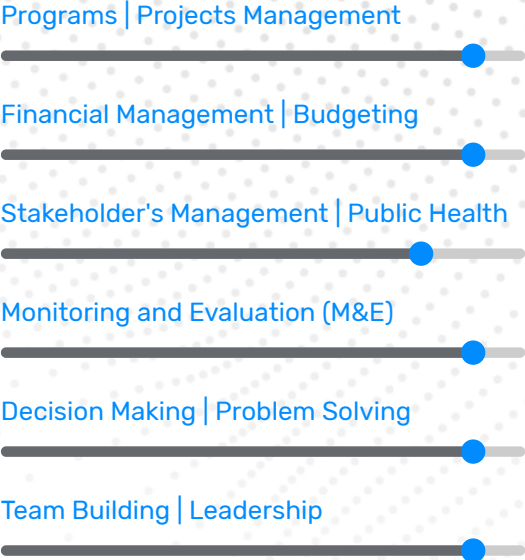 Programs | Projects Management
Financial Management | Budgeting
Stakeholder's Management | Public Health
Monitoring and Evaluation (M&E)
Decision Making | Problem Solving
Team Building | Leadership